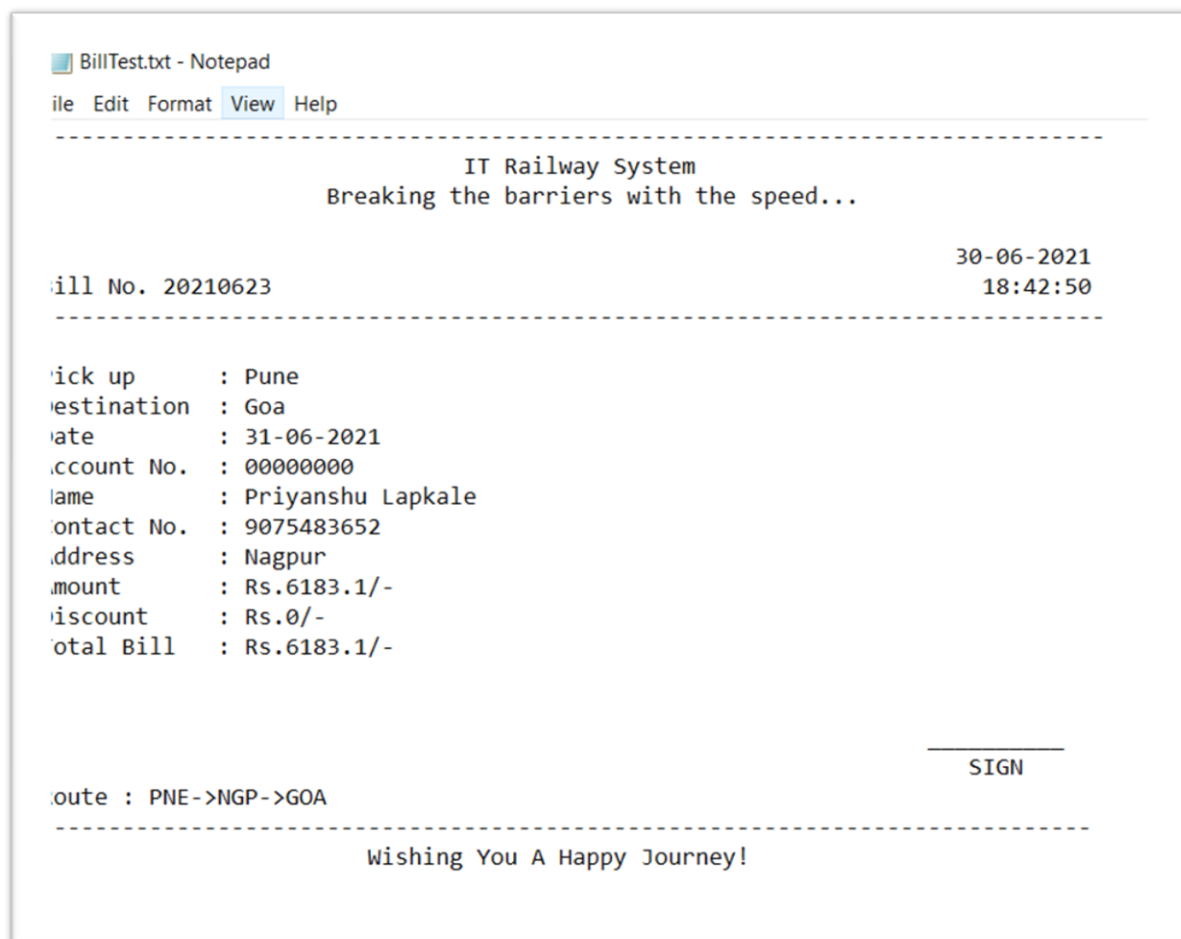 BillTest.txt - Notepad
ile Edit Format View Help
--------------------------------------------------------------------------------
IT Railway System
Breaking the barriers with the speed...
30-06-2021
ill No. 20210623 18:42:50
--------------------------------------------------------------------------------
ick up : Pune
estination : Goa
ate : 31-06-2021
ccount No. : 00000000
ame : Priyanshu Lapkale
ontact No. : 9075483652
ddress : Nagpur
mount : Rs.6183.1/-
iscount : Rs.0/-
otal Bill : Rs.6183.1/-
__________
SIGN
oute : PNE->NGP->GOA
--------------------------------------------------------------------------------
Wishing You A Happy Journey!